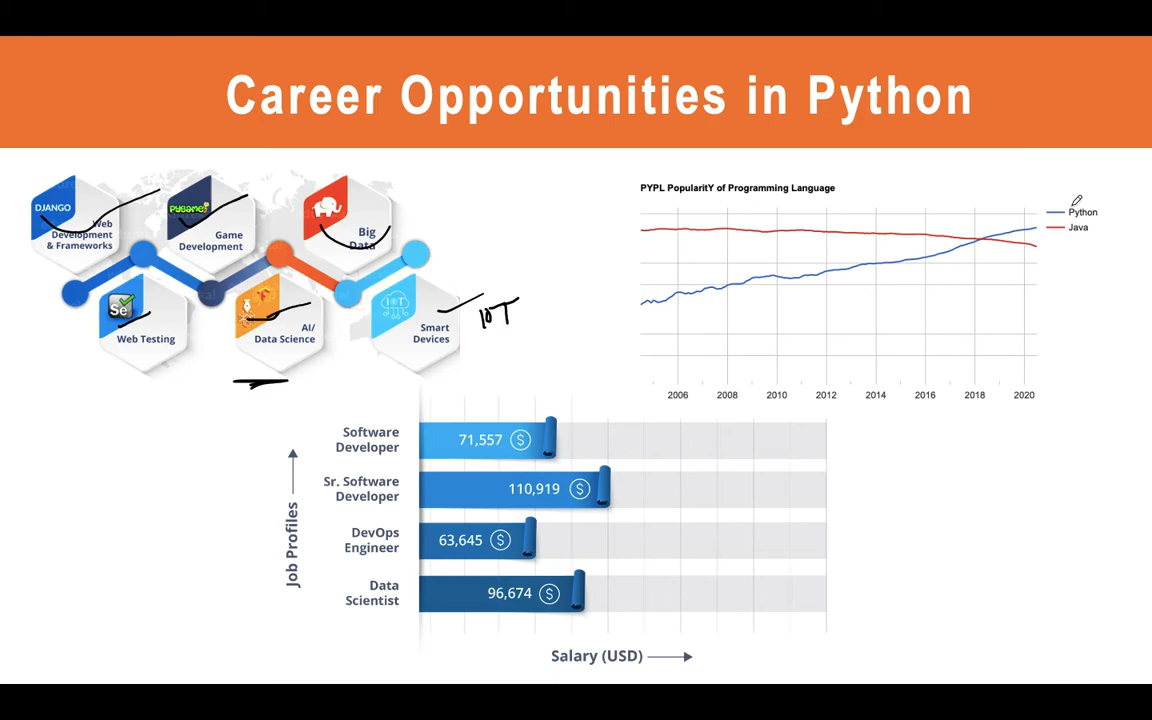 Career Opportunities in Python
DJANGO
Web
Development
& Frameworks
PYGAME
Game
Development
Big
Data
Se
Web Testing
AI/
Data Science
IOT
Smart
Devices
IOT
PYPL PopularitY of Programming Language
Python
Java
2006 2008 2010 2012 2014 2016 2018 2020
Software
Developer
71,557 $
Sr. Software
Developer
110,919 $
DevOps
Engineer
63,645 $
Data
Scientist
96,674 $
Job Profiles
Salary (USD)